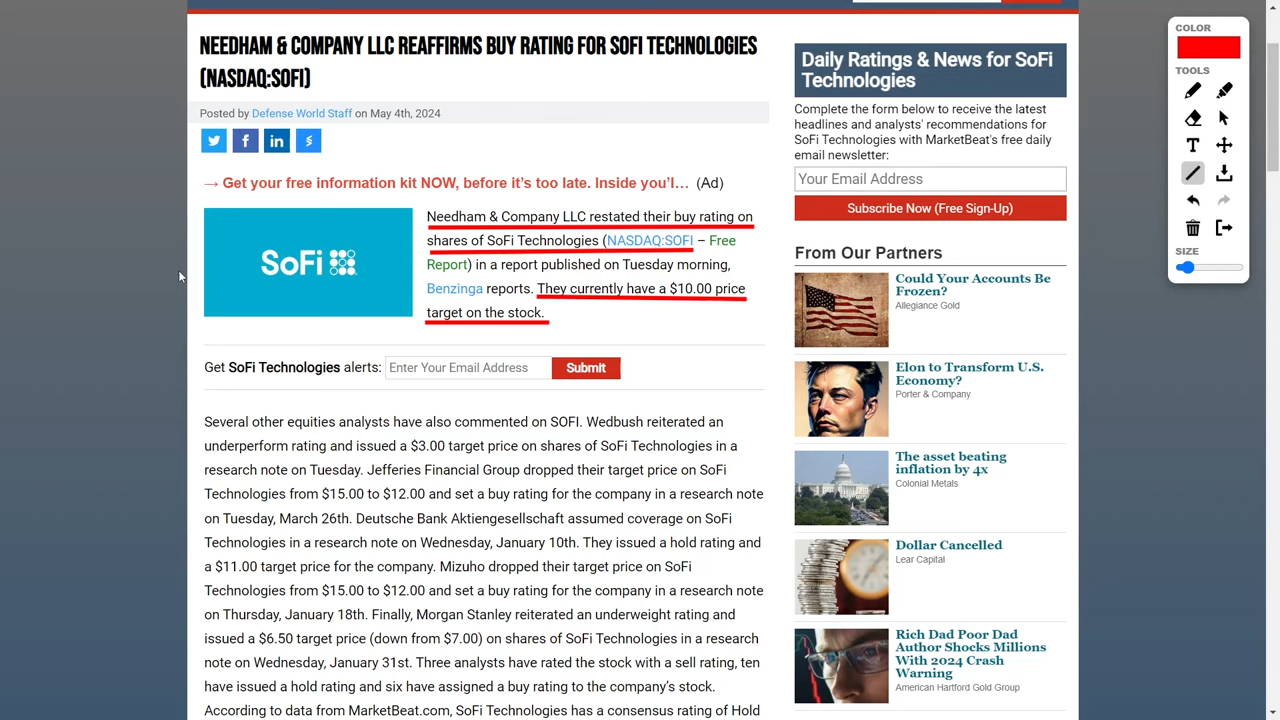 NEEDHAM & COMPANY LLC REAFFIRMS BUY RATING FOR SOFI TECHNOLOGIES
(NASDAQ:SOFI)
Posted by Defense World Staff on May 4th, 2024
→ Get your free information kit NOW, before it's too late. Inside you'l… (Ad)
SoFi
Needham & Company LLC restated their buy rating on
shares of SoFi Technologies (NASDAQ:SOFI – Free
Report) in a report published on Tuesday morning,
Benzinga reports. They currently have a $10.00 price
target on the stock.
Get SoFi Technologies alerts: Enter Your Email Address Submit
Several other equities analysts have also commented on SOFI. Wedbush reiterated an
underperform rating and issued a $3.00 target price on shares of SoFi Technologies in a
research note on Tuesday. Jefferies Financial Group dropped their target price on SoFi
Technologies from $15.00 to $12.00 and set a buy rating for the company in a research note
on Tuesday, March 26th. Deutsche Bank Aktiengesellschaft assumed coverage on SoFi
Technologies in a research note on Wednesday, January 10th. They issued a hold rating and
a $11.00 target price for the company. Mizuho dropped their target price on SoFi
Technologies from $15.00 to $12.00 and set a buy rating for the company in a research note
on Thursday, January 18th. Finally, Morgan Stanley reiterated an underweight rating and
issued a $6.50 target price (down from $7.00) on shares of SoFi Technologies in a research
note on Wednesday, January 31st. Three analysts have rated the stock with a sell rating, ten
have issued a hold rating and six have assigned a buy rating to the company's stock.
According to data from MarketBeat.com, SoFi Technologies has a consensus rating of Hold
Daily Ratings & News for SoFi
Technologies
Complete the form below to receive the latest
headlines and analysts' recommendations for
SoFi Technologies with MarketBeat's free daily
email newsletter:
Your Email Address
Subscribe Now (Free Sign-Up)
From Our Partners
Could Your Accounts Be
Frozen?
Allegiance Gold
Elon to Transform U.S.
Economy?
Porter & Company
The asset beating
inflation by 4x
Colonial Metals
Dollar Cancelled
Lear Capital
Rich Dad Poor Dad
Author Shocks Millions
With 2024 Crash
Warning
American Hartford Gold Group
COLOR
TOOLS
SIZE